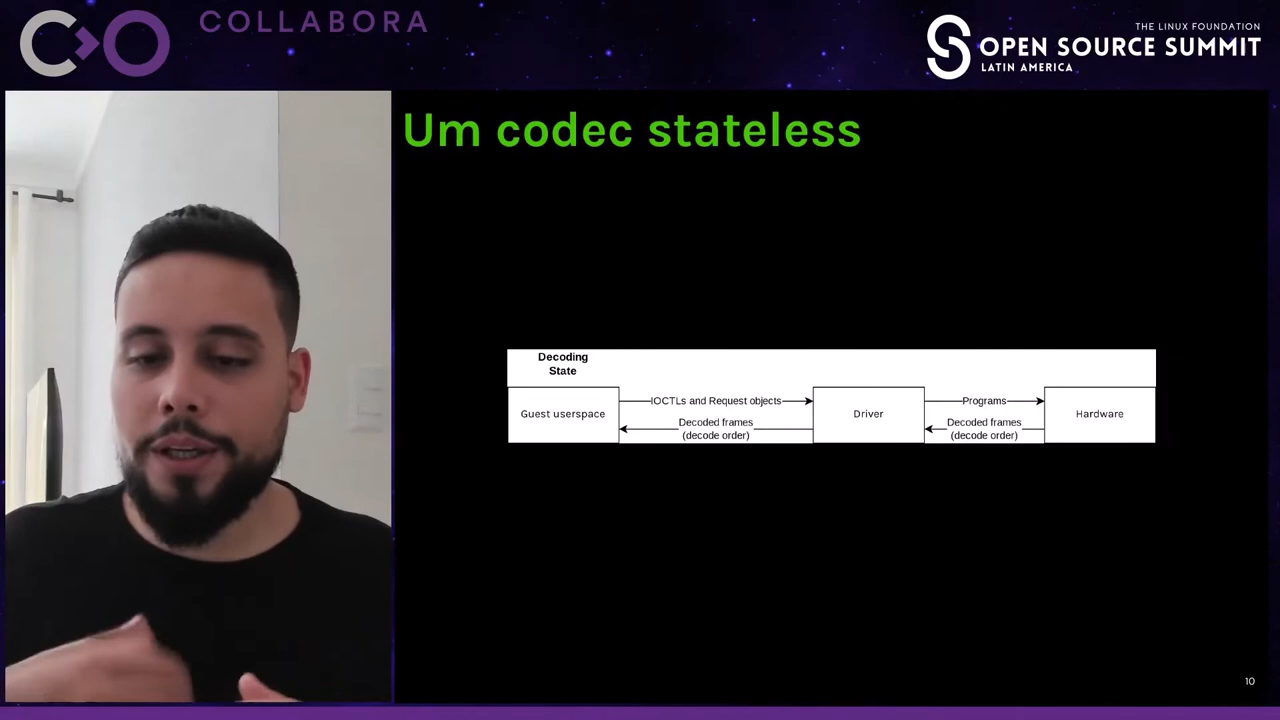 COLLABORA
THE LINUX FOUNDATION
OPEN SOURCE SUMMIT
LATIN AMERICA
Um codec stateless
Decoding
State
Guest userspace
IOCTLs and Request objects
Decoded frames
(decode order)
Driver
Programs
Decoded frames
(decode order)
Hardware
10